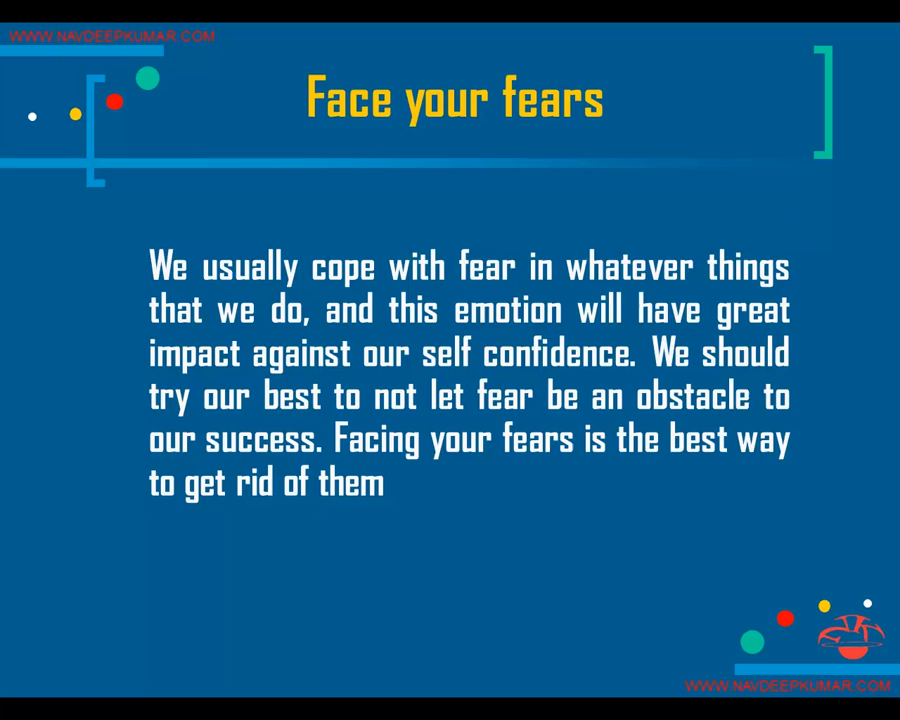 WWW.NAVDEEPKUMAR.COM
Face your fears
We usually cope with fear in whatever things
that we do, and this emotion will have great
impact against our self confidence. We should
try our best to not let fear be an obstacle to
our success. Facing your fears is the best way
to get rid of them
WWW.NAVDEEPKUMAR.COM